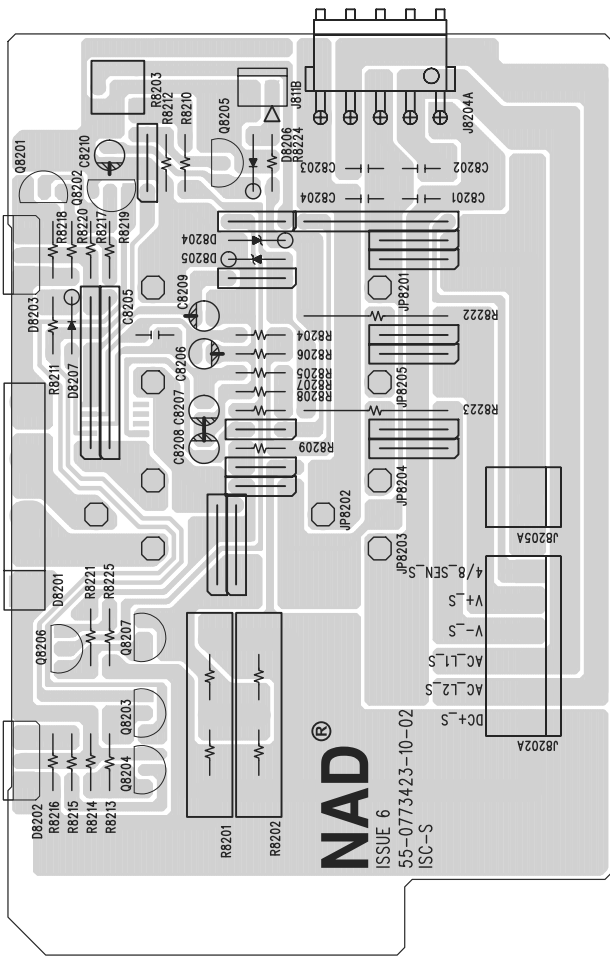 R8203
R8212
R8210
Q8205
J811B
D8206
R8224
J8204A
Q8201
C8210
Q8202
C8203
C8202
C8204
C8201
R8218
R8220
R8217
R8219
D8204
D8205
D8203
C8205
C8209
JP8201
R8222
R8211
D8207
C8206
R8204
R8206
R8205
R8207
R8208
JP8205
C8207
C8208
R8223
R8209
JP8204
JP8202
JP8203
J8205A
4/8_SEN_S
V+_S
V-_S
AC_L1_S
AC_L2_S
DC+_S
J8202A
D8201
R8221
R8225
Q8206
Q8207
Q8203
Q8204
D8202
R8216
R8215
R8214
R8213
R8201
R8202
NAD®
ISSUE 6
55-0773423-10-02
ISC-S